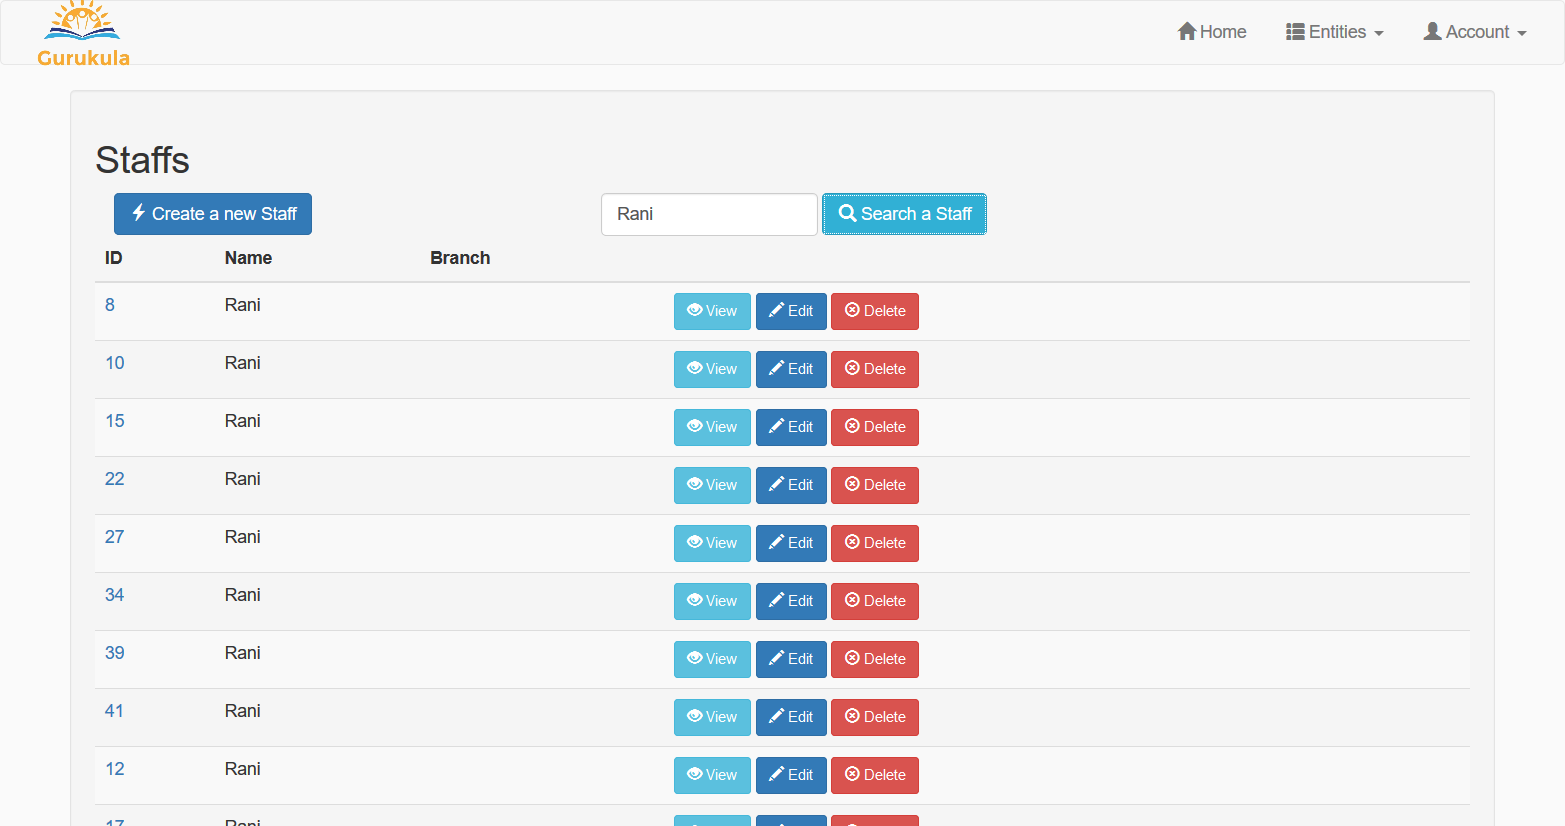 Gurukula
Home Entities Account
Staffs
Create a new Staff Rani Search a Staff
ID Name Branch
8 Rani View Edit Delete
10 Rani View Edit Delete
15 Rani View Edit Delete
22 Rani View Edit Delete
27 Rani View Edit Delete
34 Rani View Edit Delete
39 Rani View Edit Delete
41 Rani View Edit Delete
12 Rani View Edit Delete
17 Rani